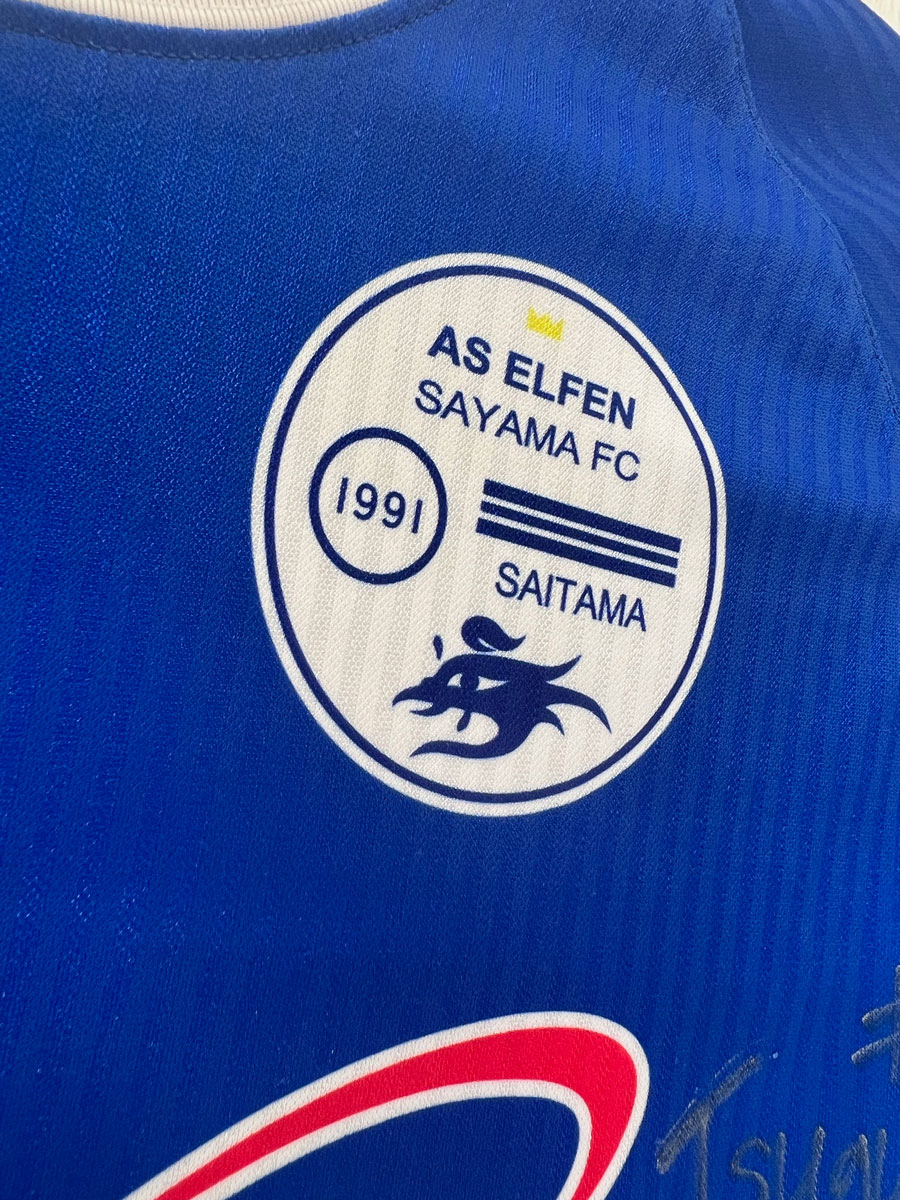 AS ELFEN
SAYAMA FC
1991
SAITAMA